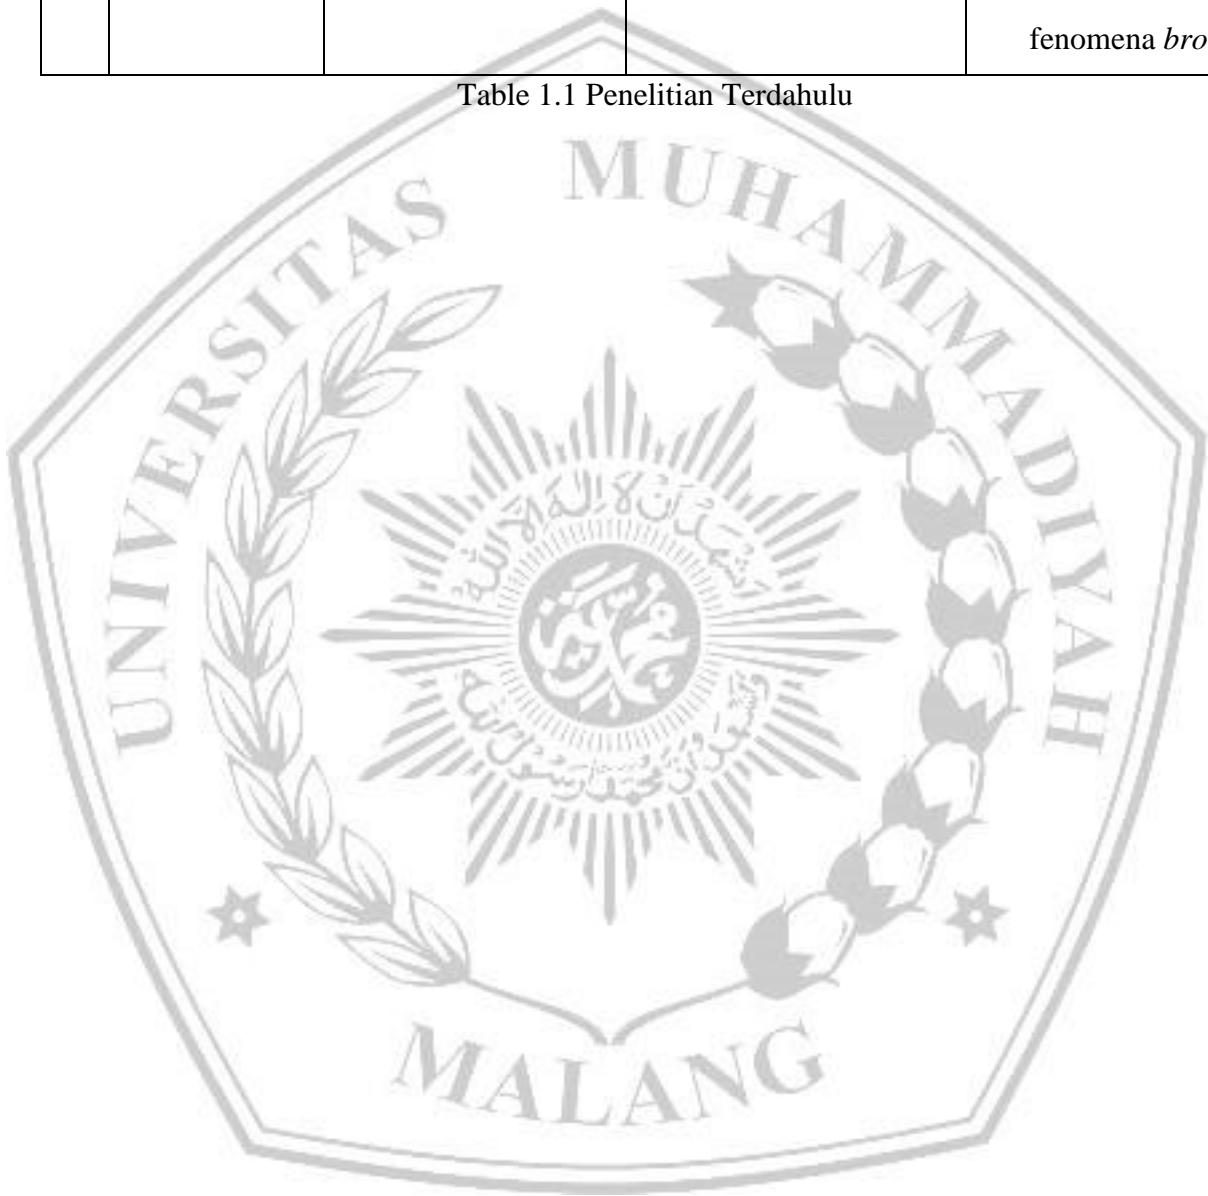 fenomena bro
Table 1.1 Penelitian Terdahulu
UNIVERSITAS MUHAMMADIYAH
MALANG